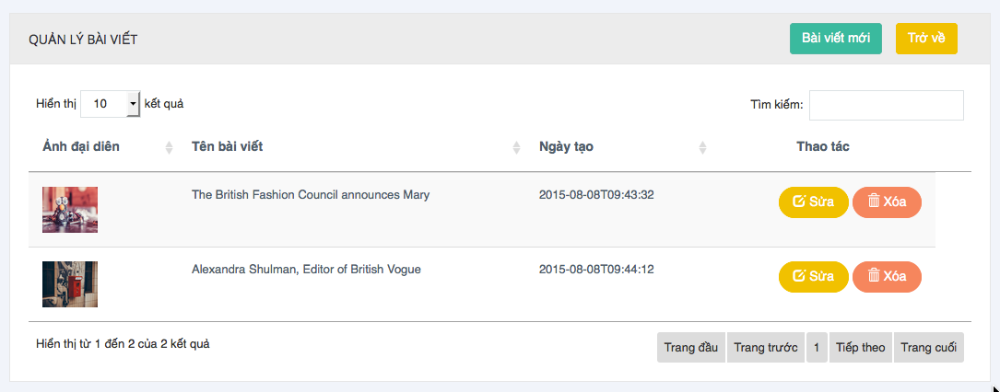 QUẢN LÝ BÀI VIẾT Bài viết mới Trở về
Hiển thị 10 kết quả Tìm kiếm:
Ảnh đại diên Tên bài viết Ngày tạo Thao tác
The British Fashion Council announces Mary 2015-08-08T09:43:32 Sửa Xóa
Alexandra Shulman, Editor of British Vogue 2015-08-08T09:44:12 Sửa Xóa
Hiển thị từ 1 đến 2 của 2 kết quả Trang đầu Trang trước 1 Tiếp theo Trang cuối